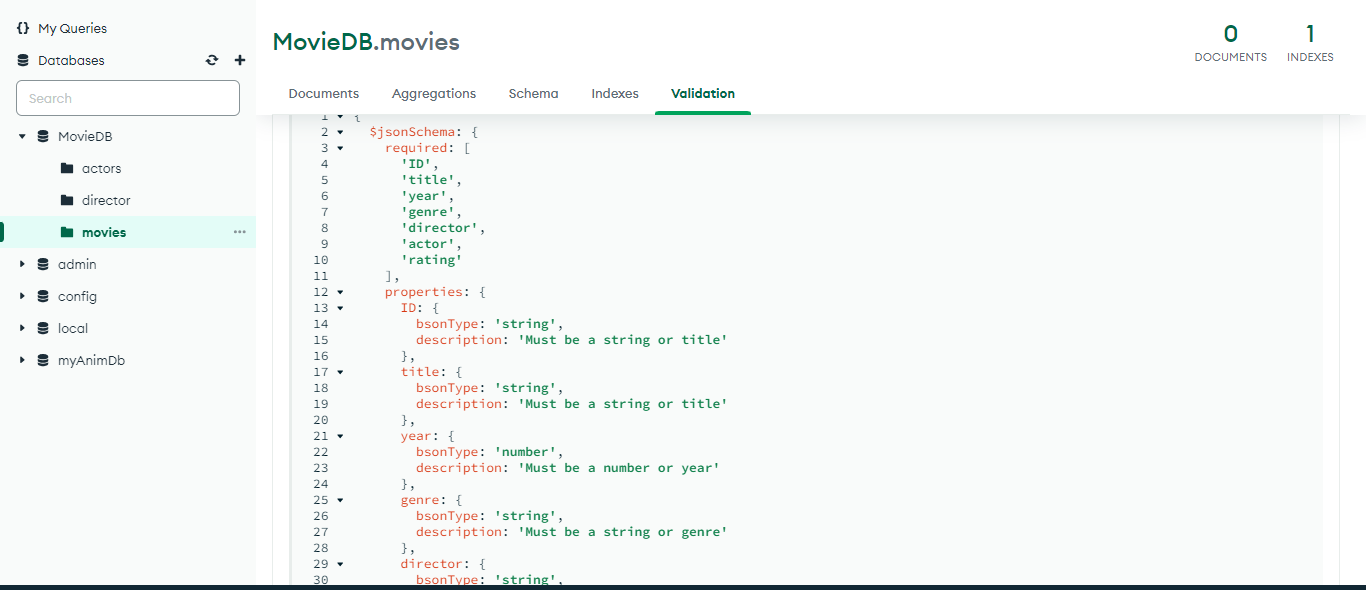 {} My Queries
Databases
Search
MovieDB
actors
director
movies
admin
config
local
myAnimDb
MovieDB.movies
0
DOCUMENTS
1
INDEXES
Documents Aggregations Schema Indexes Validation
1 {
2 $jsonSchema: {
3 required: [
4 'ID',
5 'title',
6 'year',
7 'genre',
8 'director',
9 'actor',
10 'rating'
11 ],
12 properties: {
13 ID: {
14 bsonType: 'string',
15 description: 'Must be a string or title'
16 },
17 title: {
18 bsonType: 'string',
19 description: 'Must be a string or title'
20 },
21 year: {
22 bsonType: 'number',
23 description: 'Must be a number or year'
24 },
25 genre: {
26 bsonType: 'string',
27 description: 'Must be a string or genre'
28 },
29 director: {
30 bsonType: 'string',